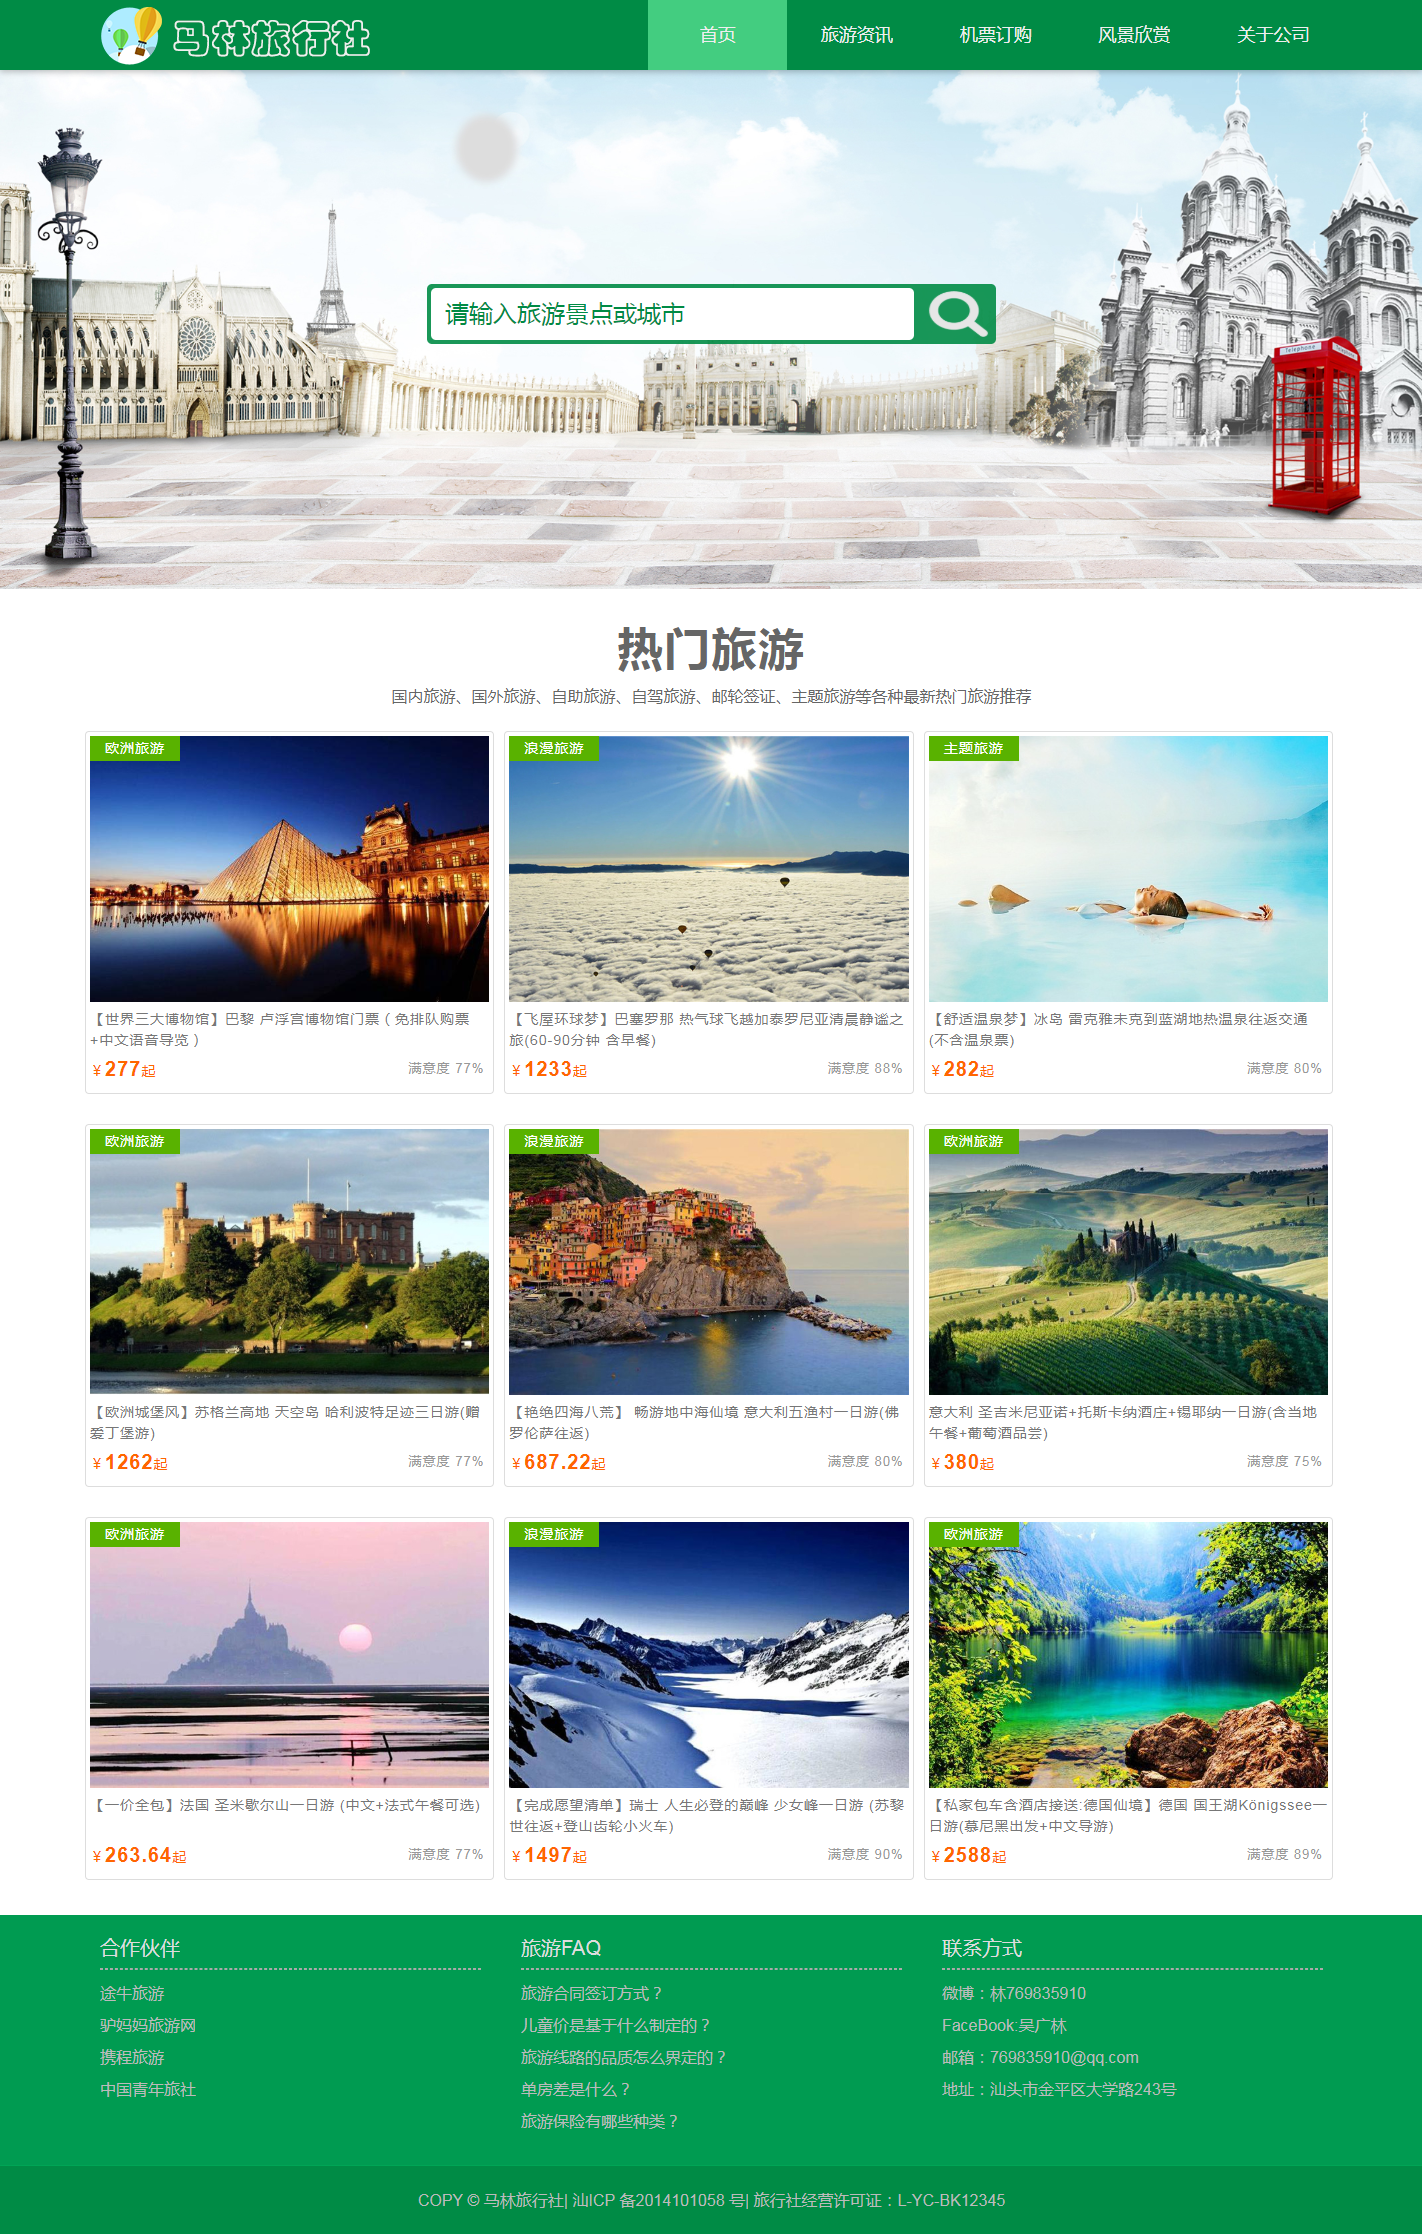 马林旅行社
首页 旅游资讯 机票订购 风景欣赏 关于公司
请输入旅游景点或城市
热门旅游
国内旅游、国外旅游、自助旅游、自驾旅游、邮轮签证、主题旅游等各种最新热门旅游推荐
欧洲旅游
【世界三大博物馆】巴黎 卢浮宫博物馆门票（免排队购票
+中文语音导览）
￥277起 满意度 77%
浪漫旅游
【飞屋环球梦】巴塞罗那 热气球飞越加泰罗尼亚清晨静谧之
旅(60-90分钟 含早餐)
￥1233起 满意度 88%
主题旅游
【舒适温泉梦】冰岛 雷克雅未克到蓝湖地热温泉往返交通
(不含温泉票)
￥282起 满意度 80%
欧洲旅游
【欧洲城堡风】苏格兰高地 天空岛 哈利波特足迹三日游(赠
爱丁堡游)
￥1262起 满意度 77%
浪漫旅游
【艳绝四海八荒】 畅游地中海仙境 意大利五渔村一日游(佛
罗伦萨往返)
￥687.22起 满意度 80%
欧洲旅游
意大利 圣吉米尼亚诺+托斯卡纳酒庄+锡耶纳一日游(含当地
午餐+葡萄酒品尝)
￥380起 满意度 75%
欧洲旅游
【一价全包】法国 圣米歇尔山一日游 (中文+法式午餐可选)
￥263.64起 满意度 77%
浪漫旅游
【完成愿望清单】瑞士 人生必登的巅峰 少女峰一日游 (苏黎
世往返+登山齿轮小火车)
￥1497起 满意度 90%
欧洲旅游
【私家包车含酒店接送:德国仙境】德国 国王湖Königssee一
日游(慕尼黑出发+中文导游)
￥2588起 满意度 89%
合作伙伴
途牛旅游
驴妈妈旅游网
携程旅游
中国青年旅社
旅游FAQ
旅游合同签订方式？
儿童价是基于什么制定的？
旅游线路的品质怎么界定的？
单房差是什么？
旅游保险有哪些种类？
联系方式
微博：林769835910
FaceBook:吴广林
邮箱：769835910@qq.com
地址：汕头市金平区大学路243号
COPY © 马林旅行社| 汕ICP 备2014101058 号| 旅行社经营许可证：L-YC-BK12345